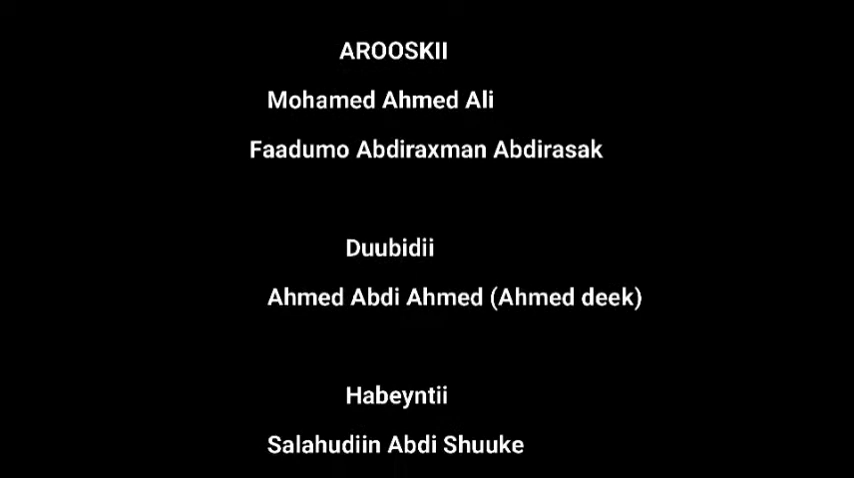 AROOSKII
Mohamed Ahmed Ali
Faadumo Abdiraxman Abdirasak
Duubidii
Ahmed Abdi Ahmed (Ahmed deek)
Habeyntii
Salahudiin Abdi Shuuke